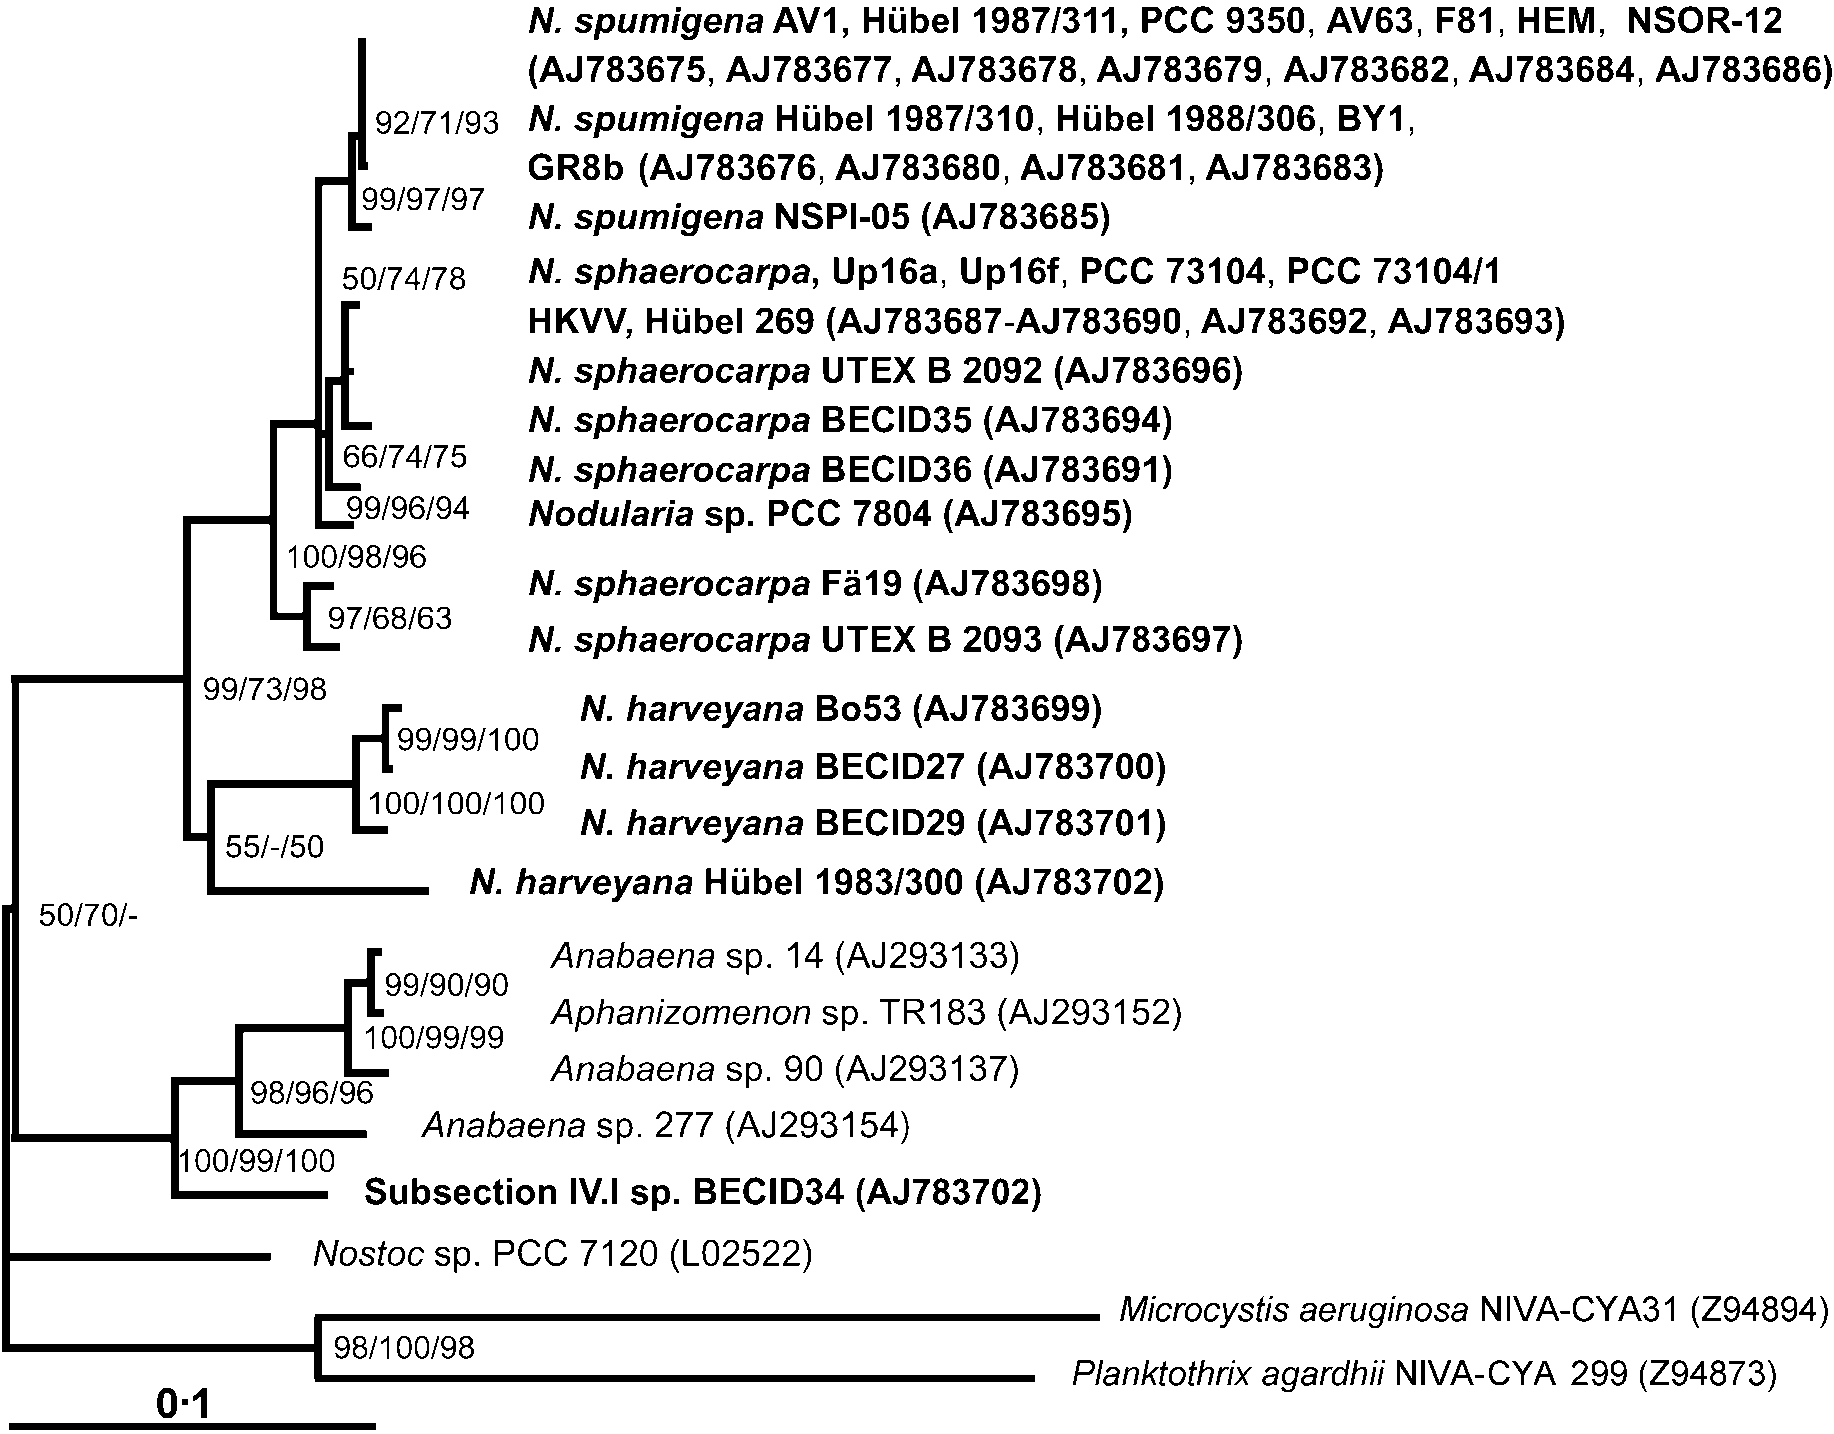 N. spumigena AV1, Hübel 1987/311, PCC 9350, AV63, F81, HEM, NSOR-12
(AJ783675, AJ783677, AJ783678, AJ783679, AJ783682, AJ783684, AJ783686)
92/71/93
N. spumigena Hübel 1987/310, Hübel 1988/306, BY1,
GR8b (AJ783676, AJ783680, AJ783681, AJ783683)
99/97/97
N. spumigena NSPI-05 (AJ783685)
50/74/78
N. sphaerocarpa, Up16a, Up16f, PCC 73104, PCC 73104/1
HKVV, Hübel 269 (AJ783687-AJ783690, AJ783692, AJ783693)
N. sphaerocarpa UTEX B 2092 (AJ783696)
N. sphaerocarpa BECID35 (AJ783694)
66/74/75
N. sphaerocarpa BECID36 (AJ783691)
99/96/94
Nodularia sp. PCC 7804 (AJ783695)
100/98/96
N. sphaerocarpa Fä19 (AJ783698)
97/68/63
N. sphaerocarpa UTEX B 2093 (AJ783697)
99/73/98
N. harveyana Bo53 (AJ783699)
99/99/100
N. harveyana BECID27 (AJ783700)
100/100/100
N. harveyana BECID29 (AJ783701)
55/-/50
N. harveyana Hübel 1983/300 (AJ783702)
50/70/-
Anabaena sp. 14 (AJ293133)
99/90/90
Aphanizomenon sp. TR183 (AJ293152)
100/99/99
Anabaena sp. 90 (AJ293137)
98/96/96
Anabaena sp. 277 (AJ293154)
100/99/100
Subsection IV.I sp. BECID34 (AJ783702)
Nostoc sp. PCC 7120 (L02522)
Microcystis aeruginosa NIVA-CYA31 (Z94894)
98/100/98
Planktothrix agardhii NIVA-CYA 299 (Z94873)
0·1